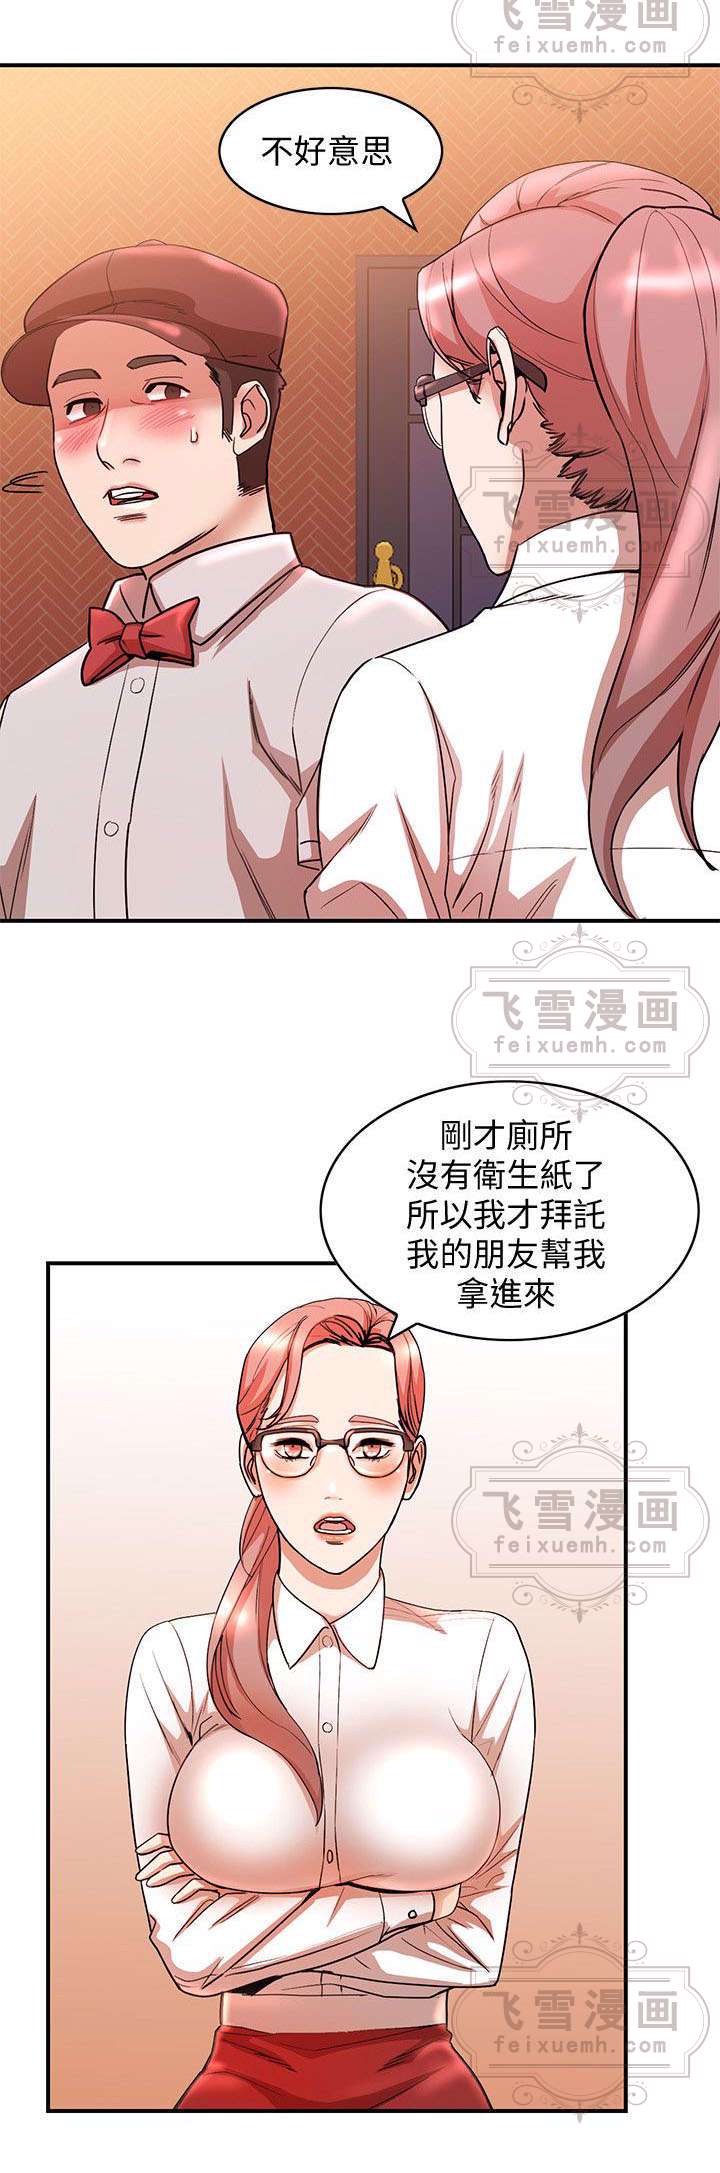 飞雪漫画
feixuemh.com
不好意思
飞雪漫画
feixuemh.com
飞雪漫画
feixuemh.com
剛才廁所
沒有衛生紙了
所以我才拜託
我的朋友幫我
拿進來
飞雪漫画
feixuemh.com
飞雪漫画
feixuemh.com